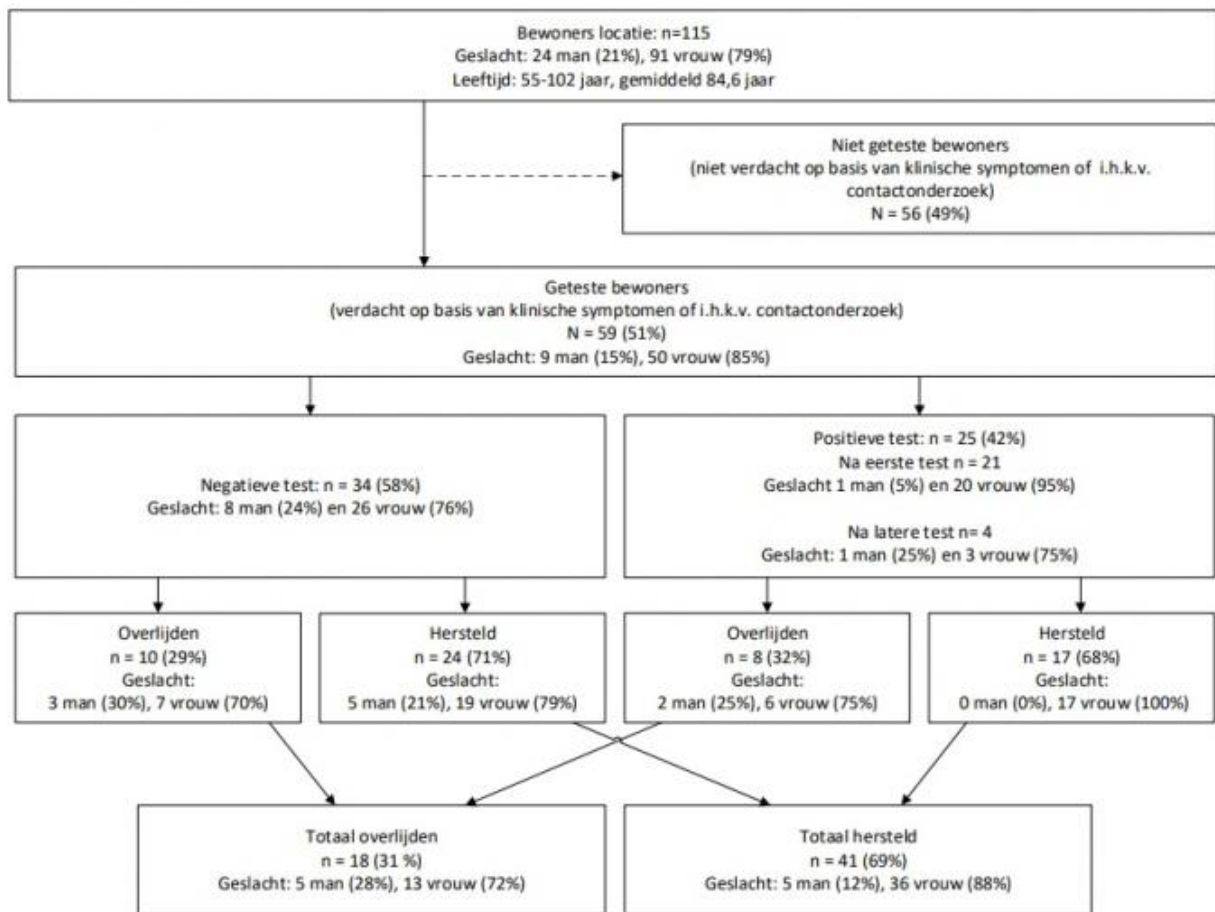 Bewoners locatie: n=115
Geslacht: 24 man (21%), 91 vrouw (79%)
Leeftijd: 55-102 jaar, gemiddeld 84,6 jaar
Niet geteste bewoners
(niet verdacht op basis van klinische symptomen of i.h.k.v.
contactonderzoek)
N = 56 (49%)
Geteste bewoners
(verdacht op basis van klinische symptomen of i.h.k.v. contactonderzoek)
N = 59 (51%)
Geslacht: 9 man (15%), 50 vrouw (85%)
Negatieve test: n = 34 (58%)
Geslacht: 8 man (24%) en 26 vrouw (76%)
Positieve test: n = 25 (42%)
Na eerste test n = 21
Geslacht 1 man (5%) en 20 vrouw (95%)
Na latere test n= 4
Geslacht: 1 man (25%) en 3 vrouw (75%)
Overlijden
n = 10 (29%)
Geslacht:
3 man (30%), 7 vrouw (70%)
Hersteld
n = 24 (71%)
Geslacht:
5 man (21%), 19 vrouw (79%)
Overlijden
n = 8 (32%)
Geslacht:
2 man (25%), 6 vrouw (75%)
Hersteld
n = 17 (68%)
Geslacht:
0 man (0%), 17 vrouw (100%)
Totaal overlijden
n = 18 (31 %)
Geslacht: 5 man (28%), 13 vrouw (72%)
Totaal hersteld
n = 41 (69%)
Geslacht: 5 man (12%), 36 vrouw (88%)